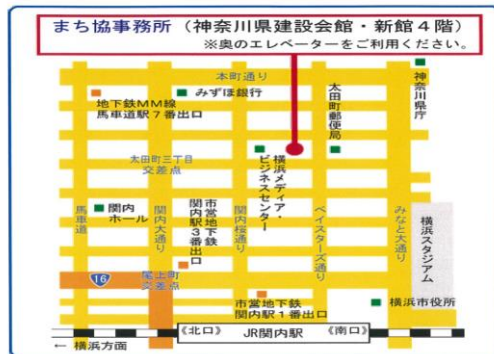 まち協事務所（神奈川県建設会館・新館４階）
※奥のエレベーターをご利用ください。
本町通り
神奈川県庁
みずほ銀行
地下鉄MM線
馬車道駅７番出口
太田町郵便局
太田町三丁目
交差点
横浜メディア・
ビジネスセンター
馬車道
関内
ホール
関内大通り
市営地下鉄
関内駅３番出口
関内桜通り
ベイスターズ通り
みなと大通り
横浜スタジアム
16
尾上町
交差点
市営地下鉄
関内駅１番出口
横浜市役所
《北口》 JR関内駅 《南口》
← 横浜方面